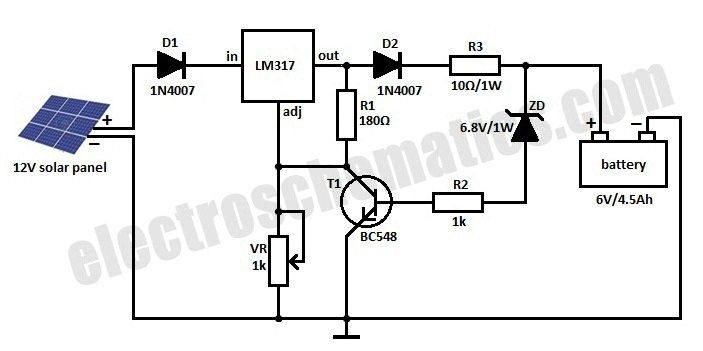 D1
1N4007
in
LM317
out
adj
D2
1N4007
R3
10Ω/1W
R1
180Ω
ZD
6.8V/1W
+
−
12V solar panel
+
−
battery
6V/4.5Ah
T1
BC548
R2
1k
VR
1k
electroschematics.com